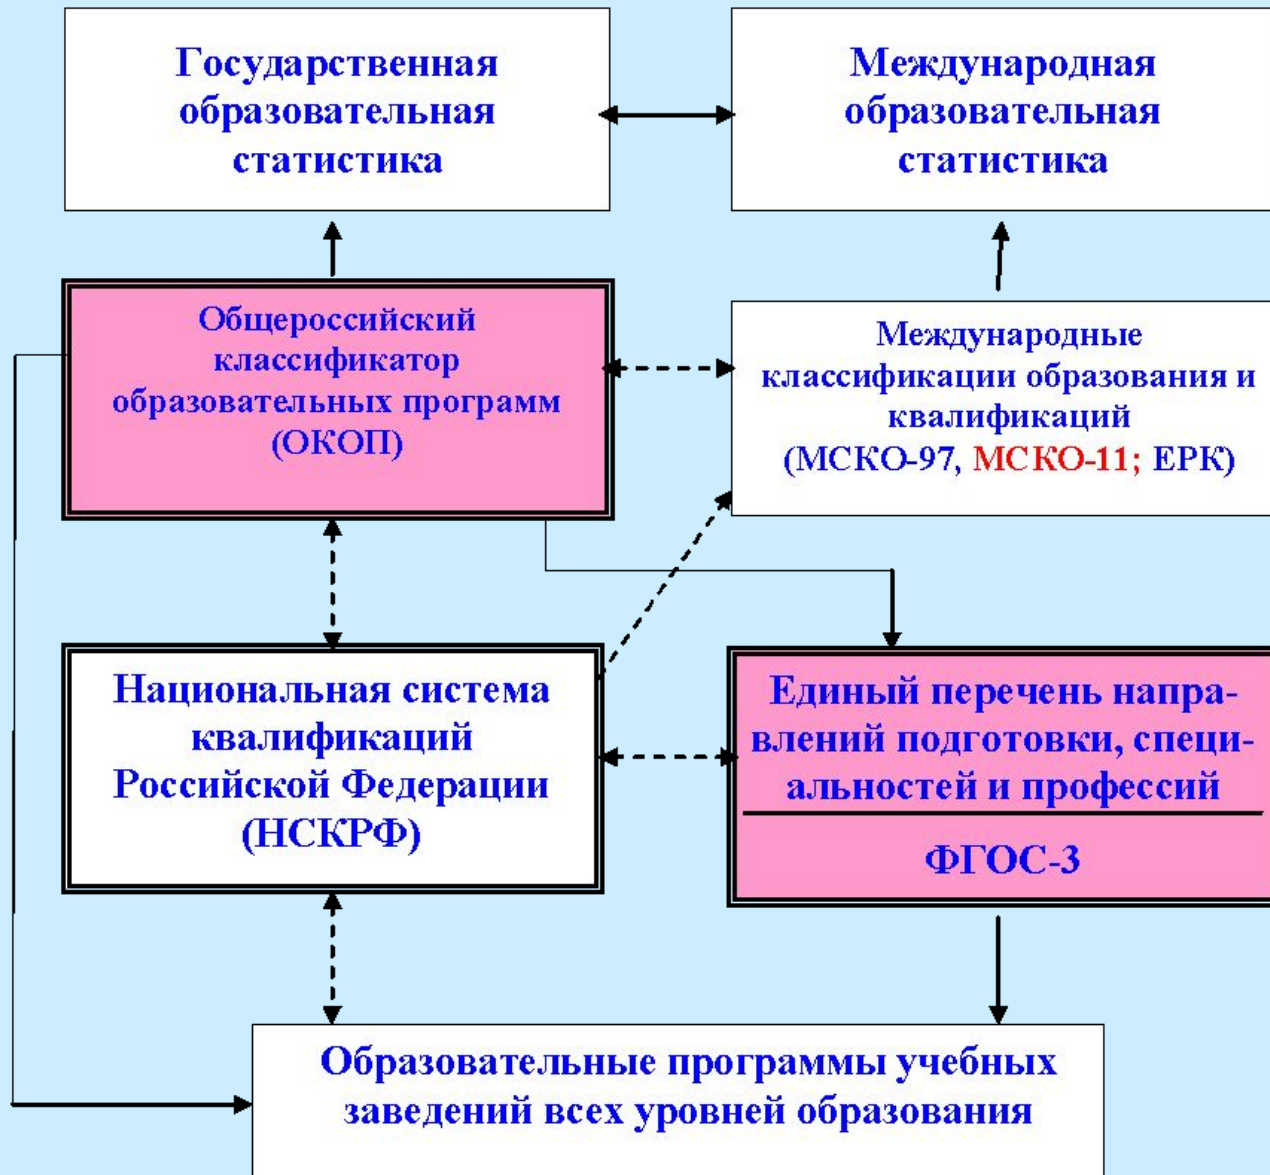 Государственная
образовательная
статистика
Международная
образовательная
статистика
Общероссийский
классификатор
образовательных программ
(ОКОП)
Международные
классификации образования и
квалификаций
(МСКО-97, МСКО-11; ЕРК)
Национальная система
квалификаций
Российской Федерации
(НСКРФ)
Единый перечень напра-
влений подготовки, специ-
альностей и профессий
ФГОС-3
Образовательные программы учебных
заведений всех уровней образования